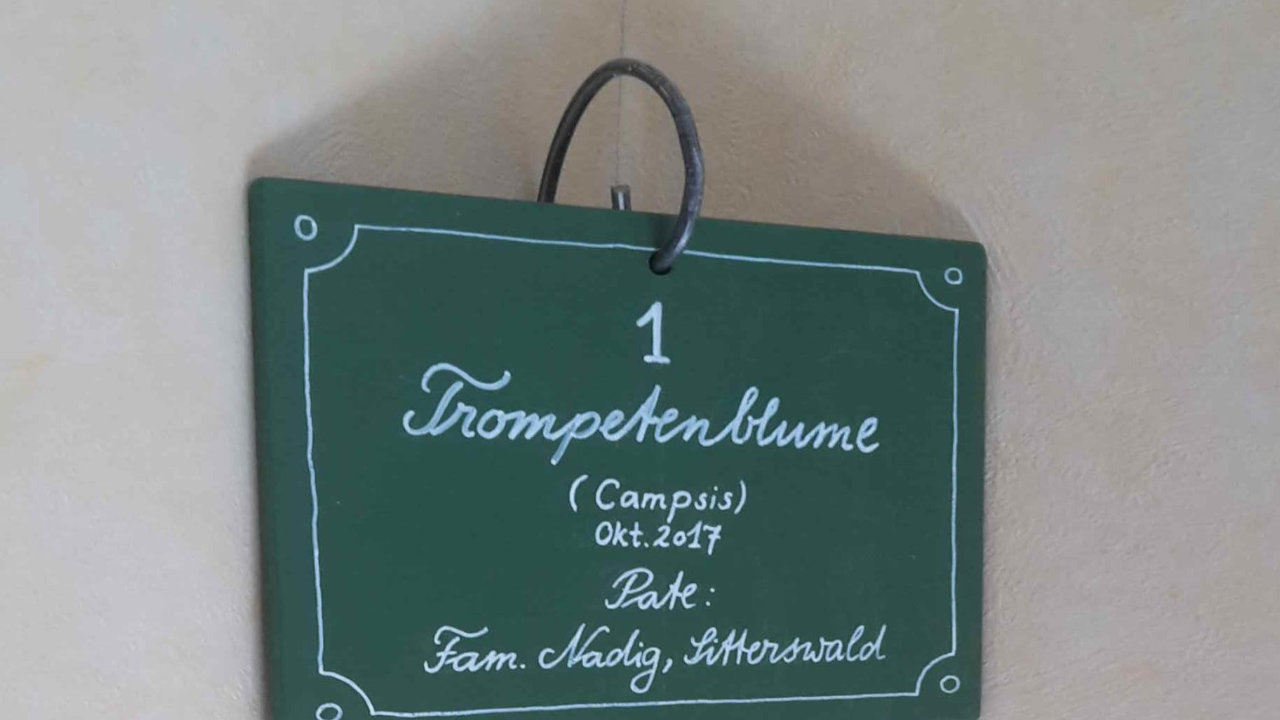 1
Trompetenblume
(Campsis)
Okt. 2017
Pate:
Fam. Nadig, Sitterswald